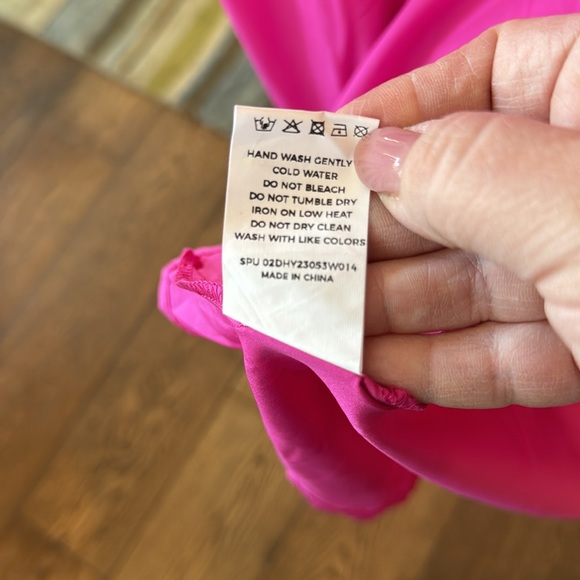 HAND WASH GENTLY
COLD WATER
DO NOT BLEACH
DO NOT TUMBLE DRY
IRON ON LOW HEAT
DO NOT DRY CLEAN
WASH WITH LIKE COLORS
SPU 02DHY23053W014
MADE IN CHINA